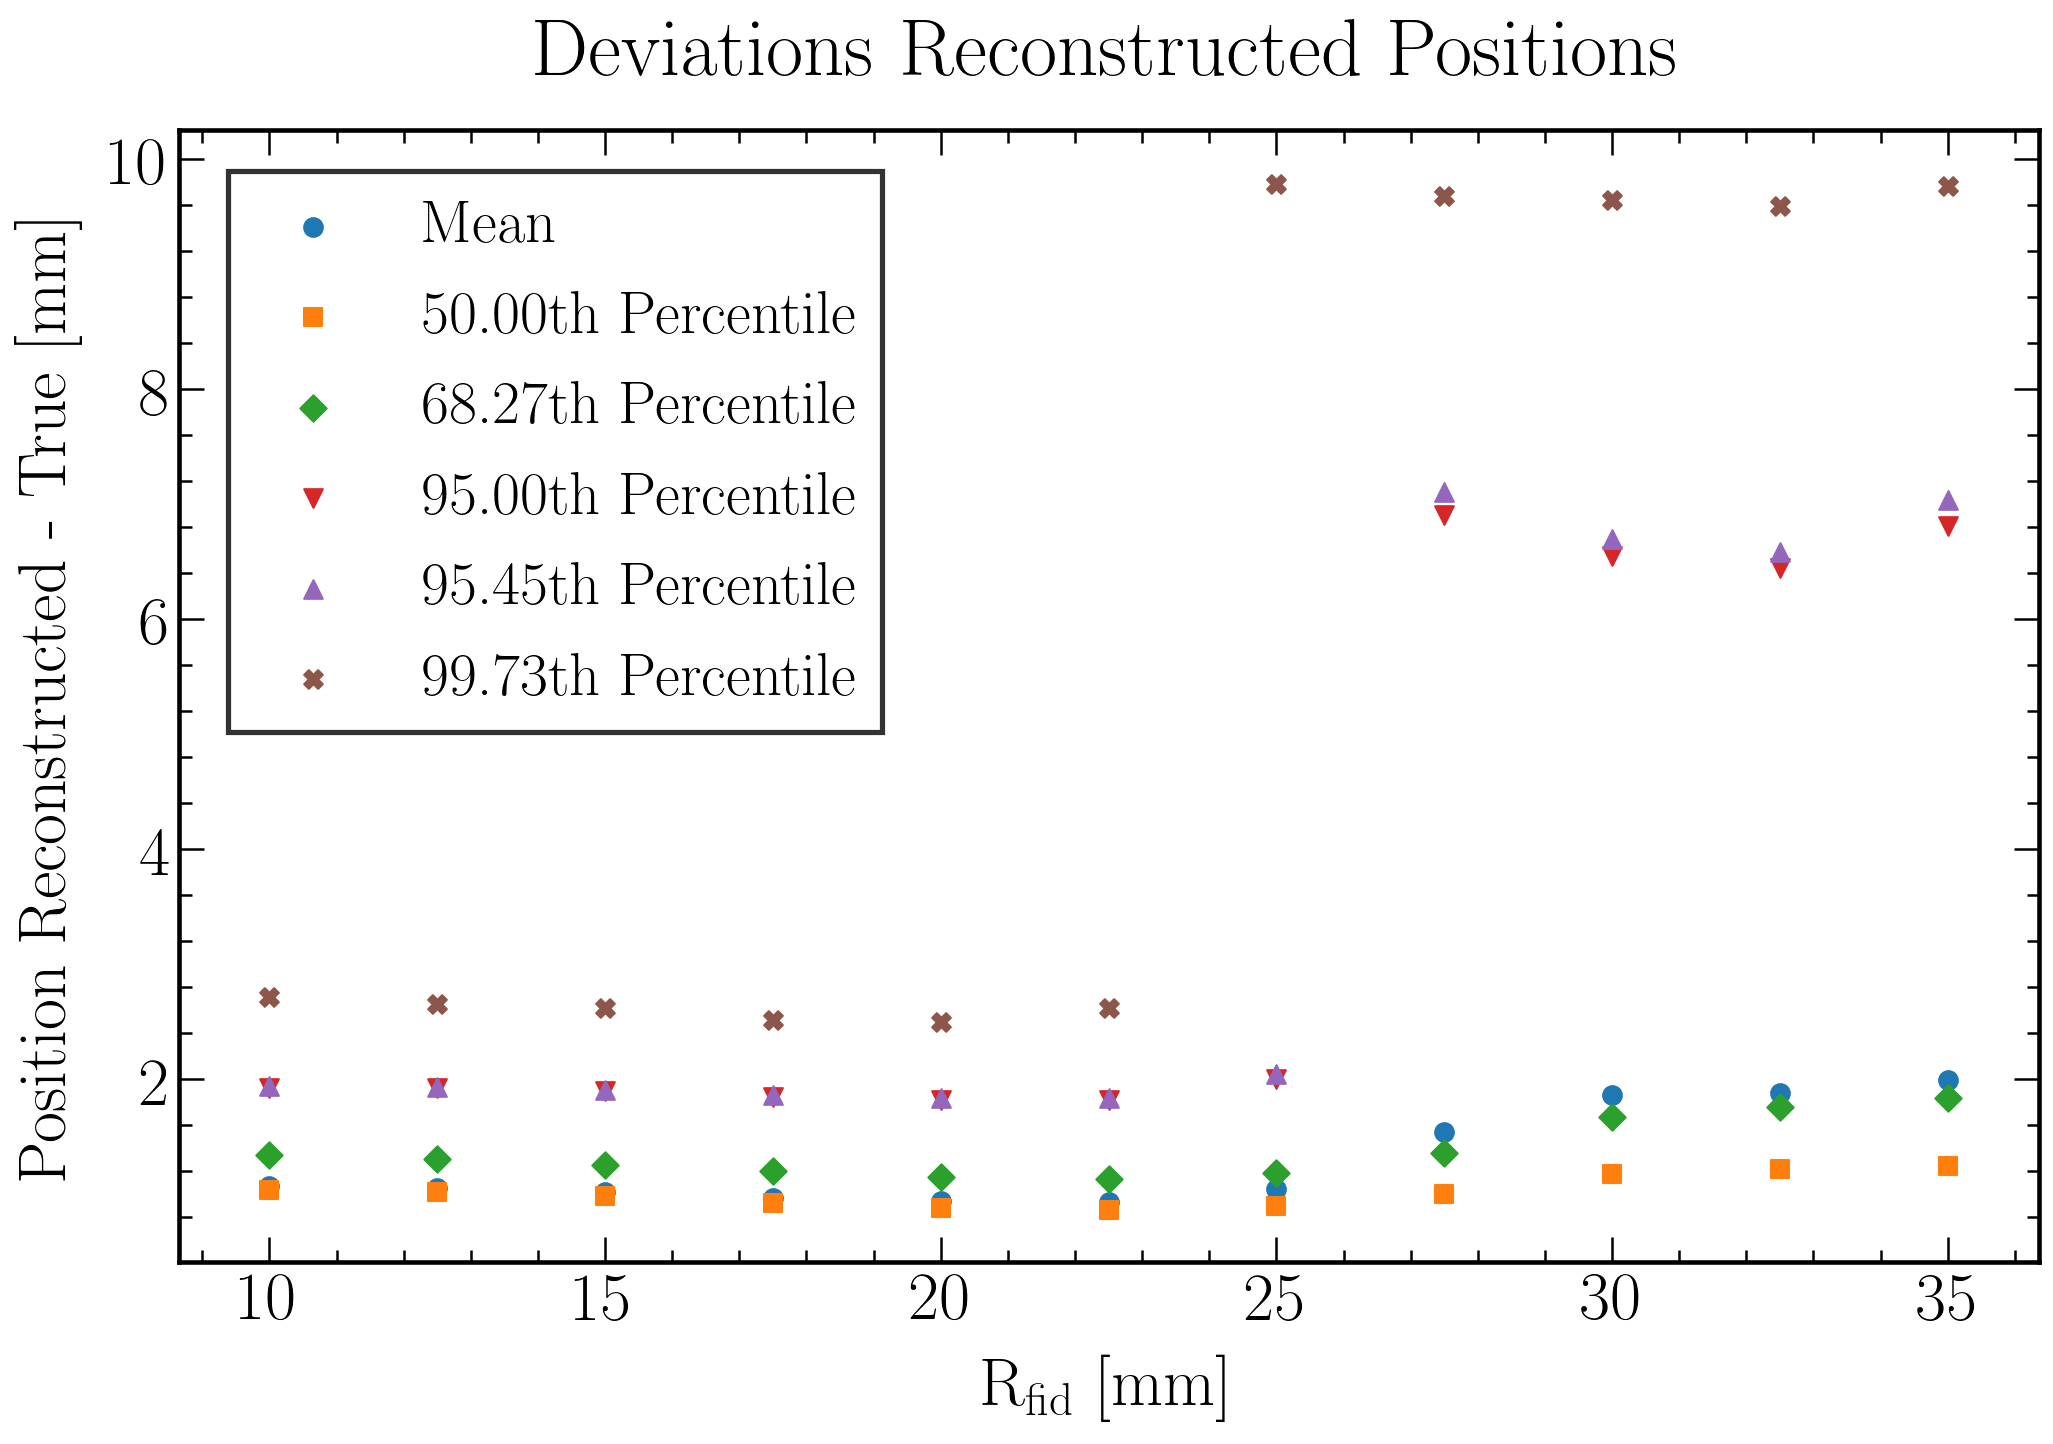 Deviations Reconstructed Positions
Position Reconstructed - True [mm]
10
8
6
4
2
Mean
50.00th Percentile
68.27th Percentile
95.00th Percentile
95.45th Percentile
99.73th Percentile
10 15 20 25 30 35
R_fid [mm]